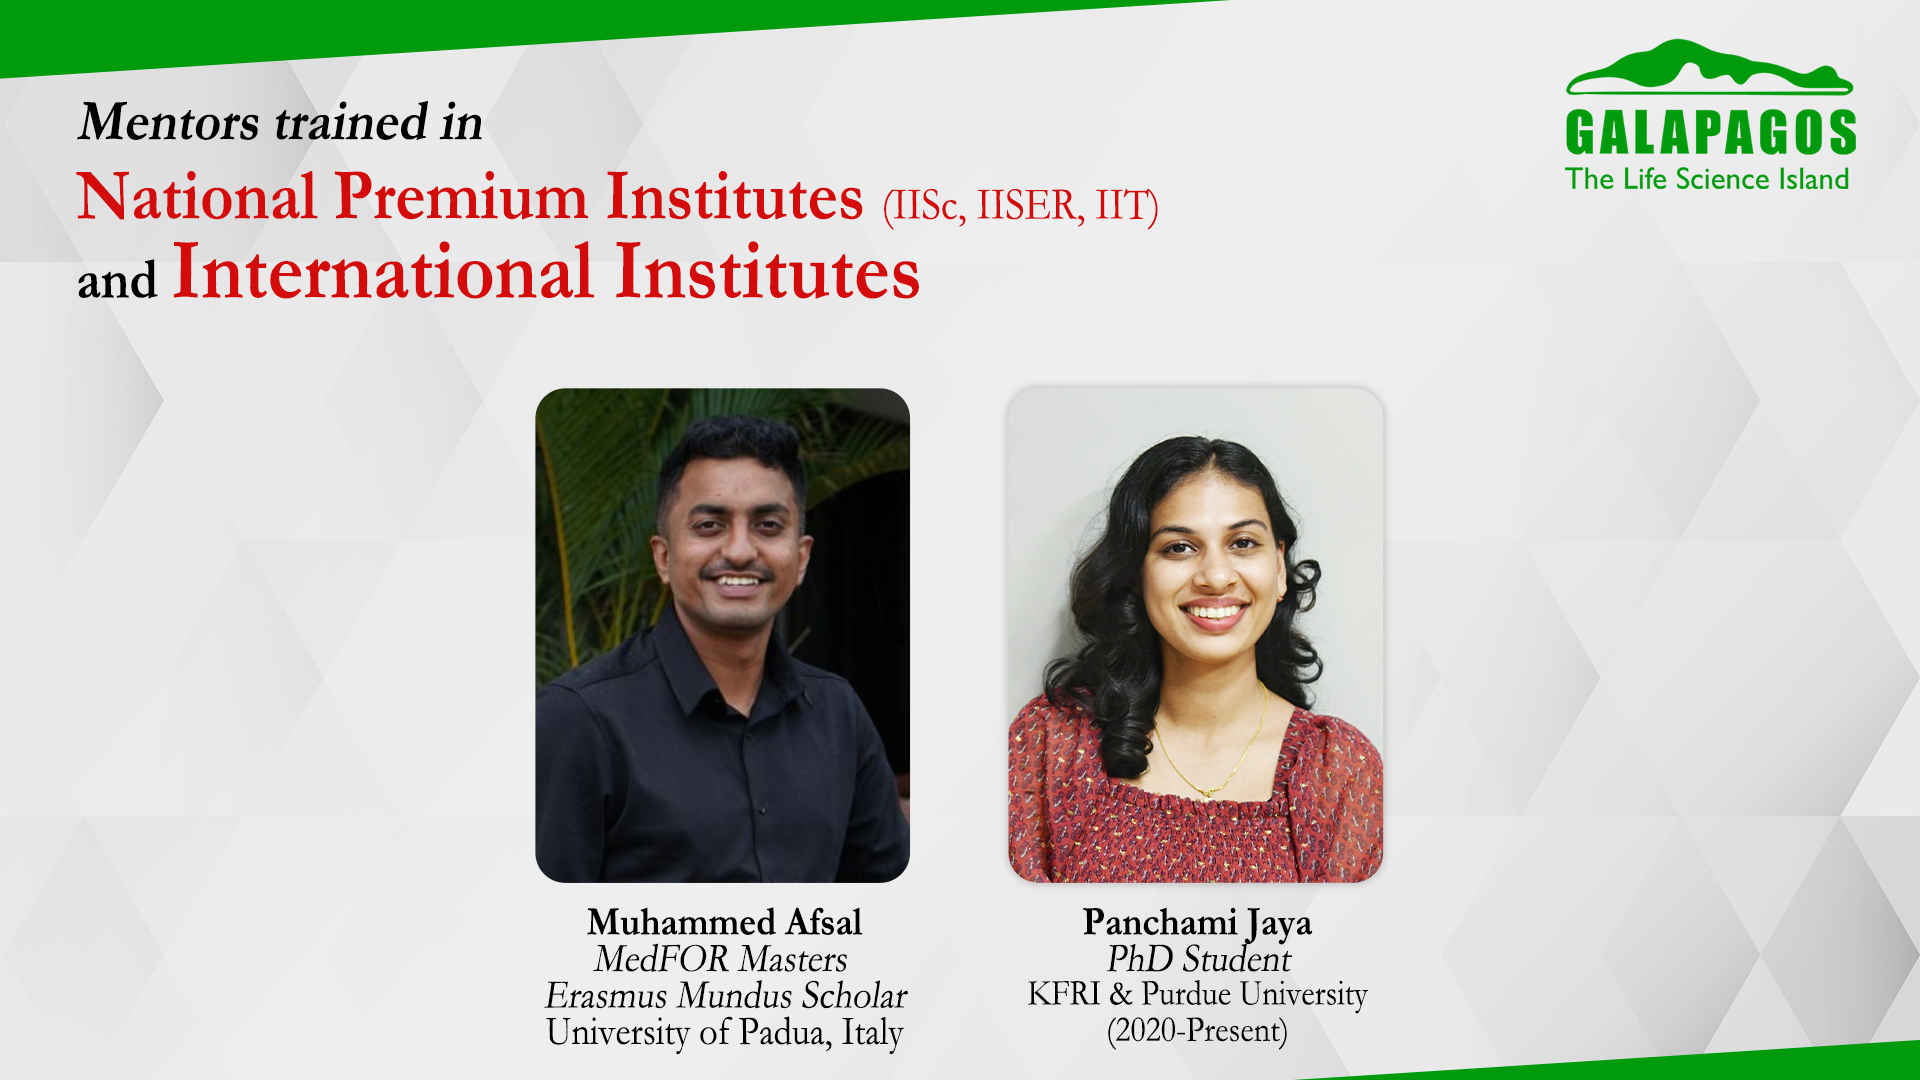 Mentors trained in
National Premium Institutes (IISc, IISER, IIT)
and International Institutes
GALAPAGOS
The Life Science Island
Muhammed Afsal
MedFOR Masters
Erasmus Mundus Scholar
University of Padua, Italy
Panchami Jaya
PhD Student
KFRI & Purdue University
(2020-Present)